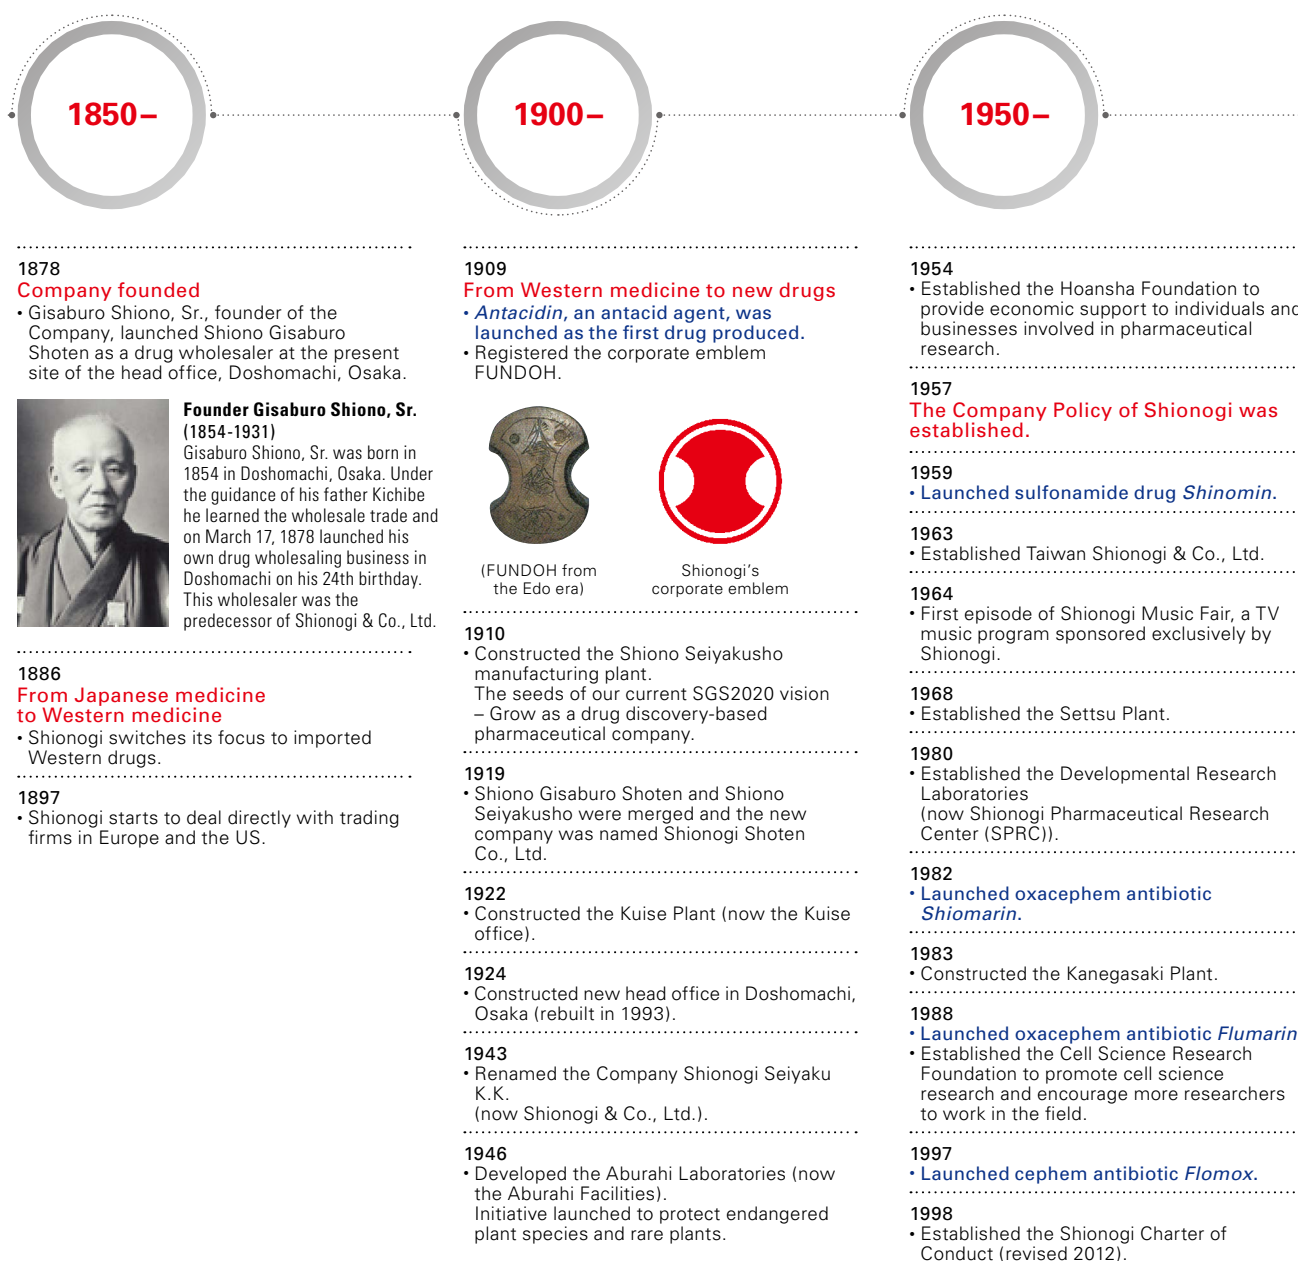 1850–
1878
Company founded
• Gisaburo Shiono, Sr., founder of the
Company, launched Shiono Gisaburo
Shoten as a drug wholesaler at the present
site of the head office, Doshomachi, Osaka.
Founder Gisaburo Shiono, Sr.
(1854-1931)
Gisaburo Shiono, Sr. was born in
1854 in Doshomachi, Osaka. Under
the guidance of his father Kichibe
he learned the wholesale trade and
on March 17, 1878 launched his
own drug wholesaling business in
Doshomachi on his 24th birthday.
This wholesaler was the
predecessor of Shionogi & Co., Ltd.
1886
From Japanese medicine
to Western medicine
• Shionogi switches its focus to imported
Western drugs.
1897
• Shionogi starts to deal directly with trading
firms in Europe and the US.
1900–
1909
From Western medicine to new drugs
• Antacidin, an antacid agent, was
launched as the first drug produced.
• Registered the corporate emblem
FUNDOH.
(FUNDOH from
the Edo era)
Shionogi's
corporate emblem
1910
• Constructed the Shiono Seiyakusho
manufacturing plant.
The seeds of our current SGS2020 vision
– Grow as a drug discovery-based
pharmaceutical company.
1919
• Shiono Gisaburo Shoten and Shiono
Seiyakusho were merged and the new
company was named Shionogi Shoten
Co., Ltd.
1922
• Constructed the Kuise Plant (now the Kuise
office).
1924
• Constructed new head office in Doshomachi,
Osaka (rebuilt in 1993).
1943
• Renamed the Company Shionogi Seiyaku
K.K.
(now Shionogi & Co., Ltd.).
1946
• Developed the Aburahi Laboratories (now
the Aburahi Facilities).
Initiative launched to protect endangered
plant species and rare plants.
1950–
1954
• Established the Hoansha Foundation to
provide economic support to individuals and
businesses involved in pharmaceutical
research.
1957
The Company Policy of Shionogi was
established.
1959
• Launched sulfonamide drug Shinomin.
1963
• Established Taiwan Shionogi & Co., Ltd.
1964
• First episode of Shionogi Music Fair, a TV
music program sponsored exclusively by
Shionogi.
1968
• Established the Settsu Plant.
1980
• Established the Developmental Research
Laboratories
(now Shionogi Pharmaceutical Research
Center (SPRC)).
1982
• Launched oxacephem antibiotic
Shiomarin.
1983
• Constructed the Kanegasaki Plant.
1988
• Launched oxacephem antibiotic Flumarin
• Established the Cell Science Research
Foundation to promote cell science
research and encourage more researchers
to work in the field.
1997
• Launched cephem antibiotic Flomox.
1998
• Established the Shionogi Charter of
Conduct (revised 2012).